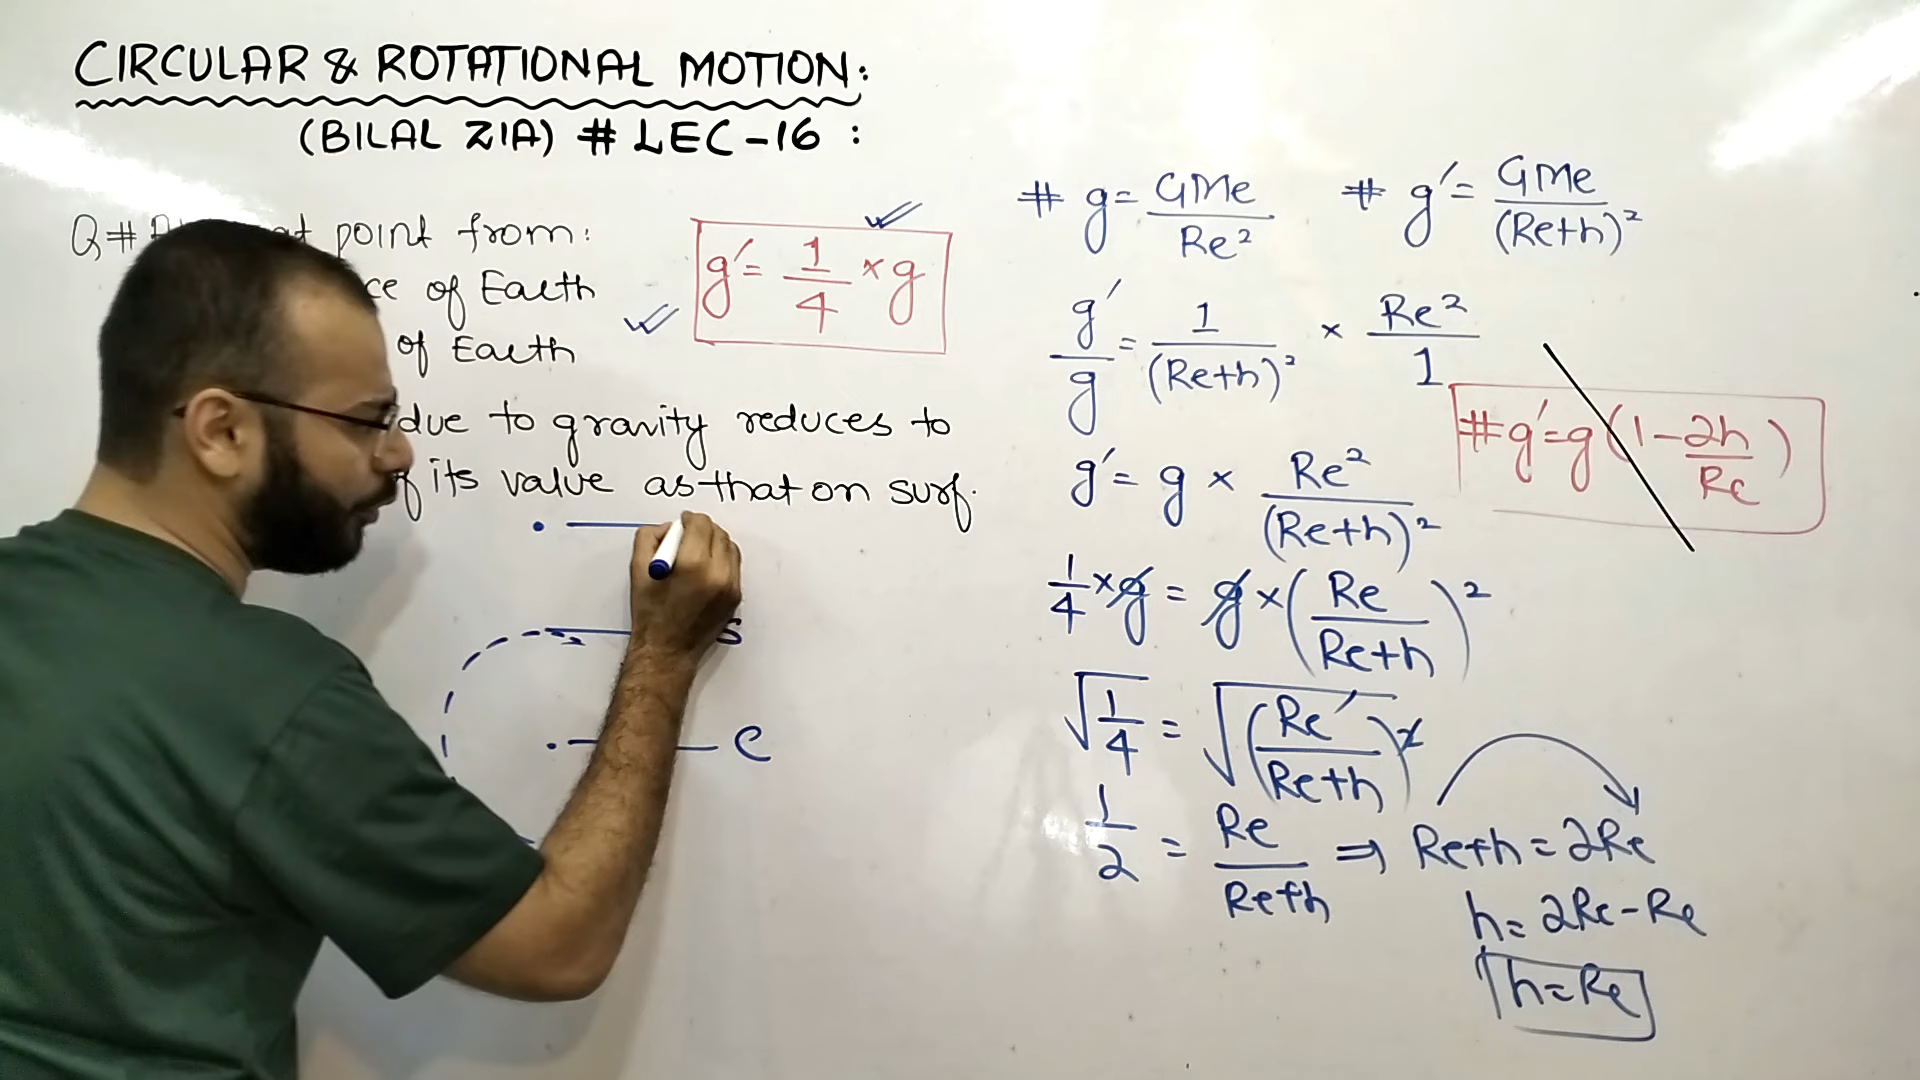 CIRCULAR & ROTATIONAL MOTION:
(BILAL ZIA) # LEC-16 :
Q# point from:
of Earth
of Earth
due to gravity reduces to
its value as that on surf.
g′ = 1/4 × g
S
C
# g = GMe/Re²
# g′ = GMe/(Re+h)²
g′/g = 1/(Re+h)² × Re²/1
# g′ = g(1 - 2h/Re)
g′ = g × Re²/(Re+h)²
1/4 × g = g × (Re/Re+h)²
√1/4 = √(Re/Re+h)²
1/2 = Re/Re+h ⇒ Re+h = 2Re
h = 2Re - Re
h = Re